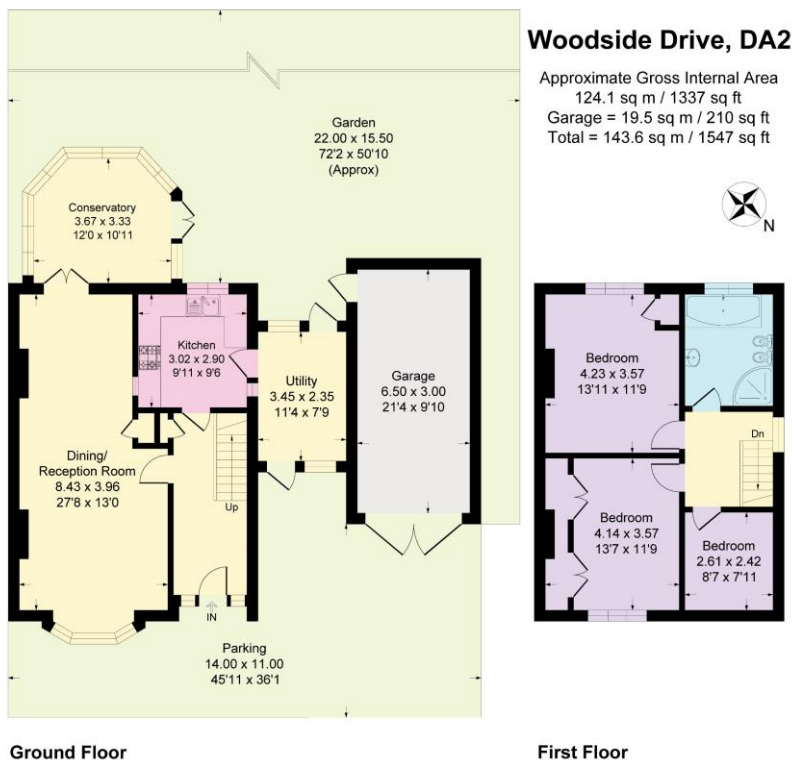 Woodside Drive, DA2
Approximate Gross Internal Area
124.1 sq m / 1337 sq ft
Garage = 19.5 sq m / 210 sq ft
Total = 143.6 sq m / 1547 sq ft
N
Garden
22.00 x 15.50
72'2 x 50'10
(Approx)
Conservatory
3.67 x 3.33
12'0 x 10'11
Kitchen
3.02 x 2.90
9'11 x 9'6
Utility
3.45 x 2.35
11'4 x 7'9
Garage
6.50 x 3.00
21'4 x 9'10
Dining/
Reception Room
8.43 x 3.96
27'8 x 13'0
Up
IN
Parking
14.00 x 11.00
45'11 x 36'1
Ground Floor
Bedroom
4.23 x 3.57
13'11 x 11'9
Dn
Bedroom
4.14 x 3.57
13'7 x 11'9
Bedroom
2.61 x 2.42
8'7 x 7'11
First Floor